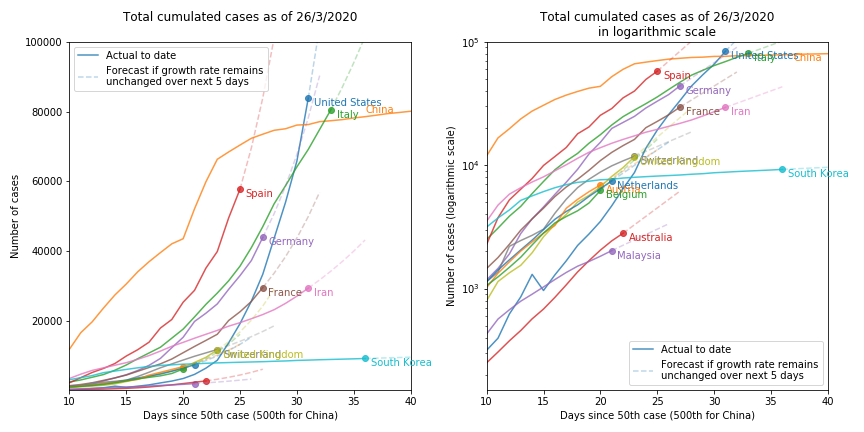 Total cumulated cases as of 26/3/2020
100000
80000
60000
40000
20000
Number of cases
Actual to date
Forecast if growth rate remains
unchanged over next 5 days
United States
Italy
China
Spain
Germany
France
Iran
Switzerland
United Kingdom
South Korea
10
15
20
25
30
35
40
Days since 50th case (500th for China)
Total cumulated cases as of 26/3/2020
in logarithmic scale
10^5
10^4
10^3
Number of cases (logarithmic scale)
United States
Italy
China
Spain
Germany
France
Iran
Switzerland
United Kingdom
South Korea
Netherlands
Austria
Belgium
Australia
Malaysia
Actual to date
Forecast if growth rate remains
unchanged over next 5 days
10
15
20
25
30
35
40
Days since 50th case (500th for China)